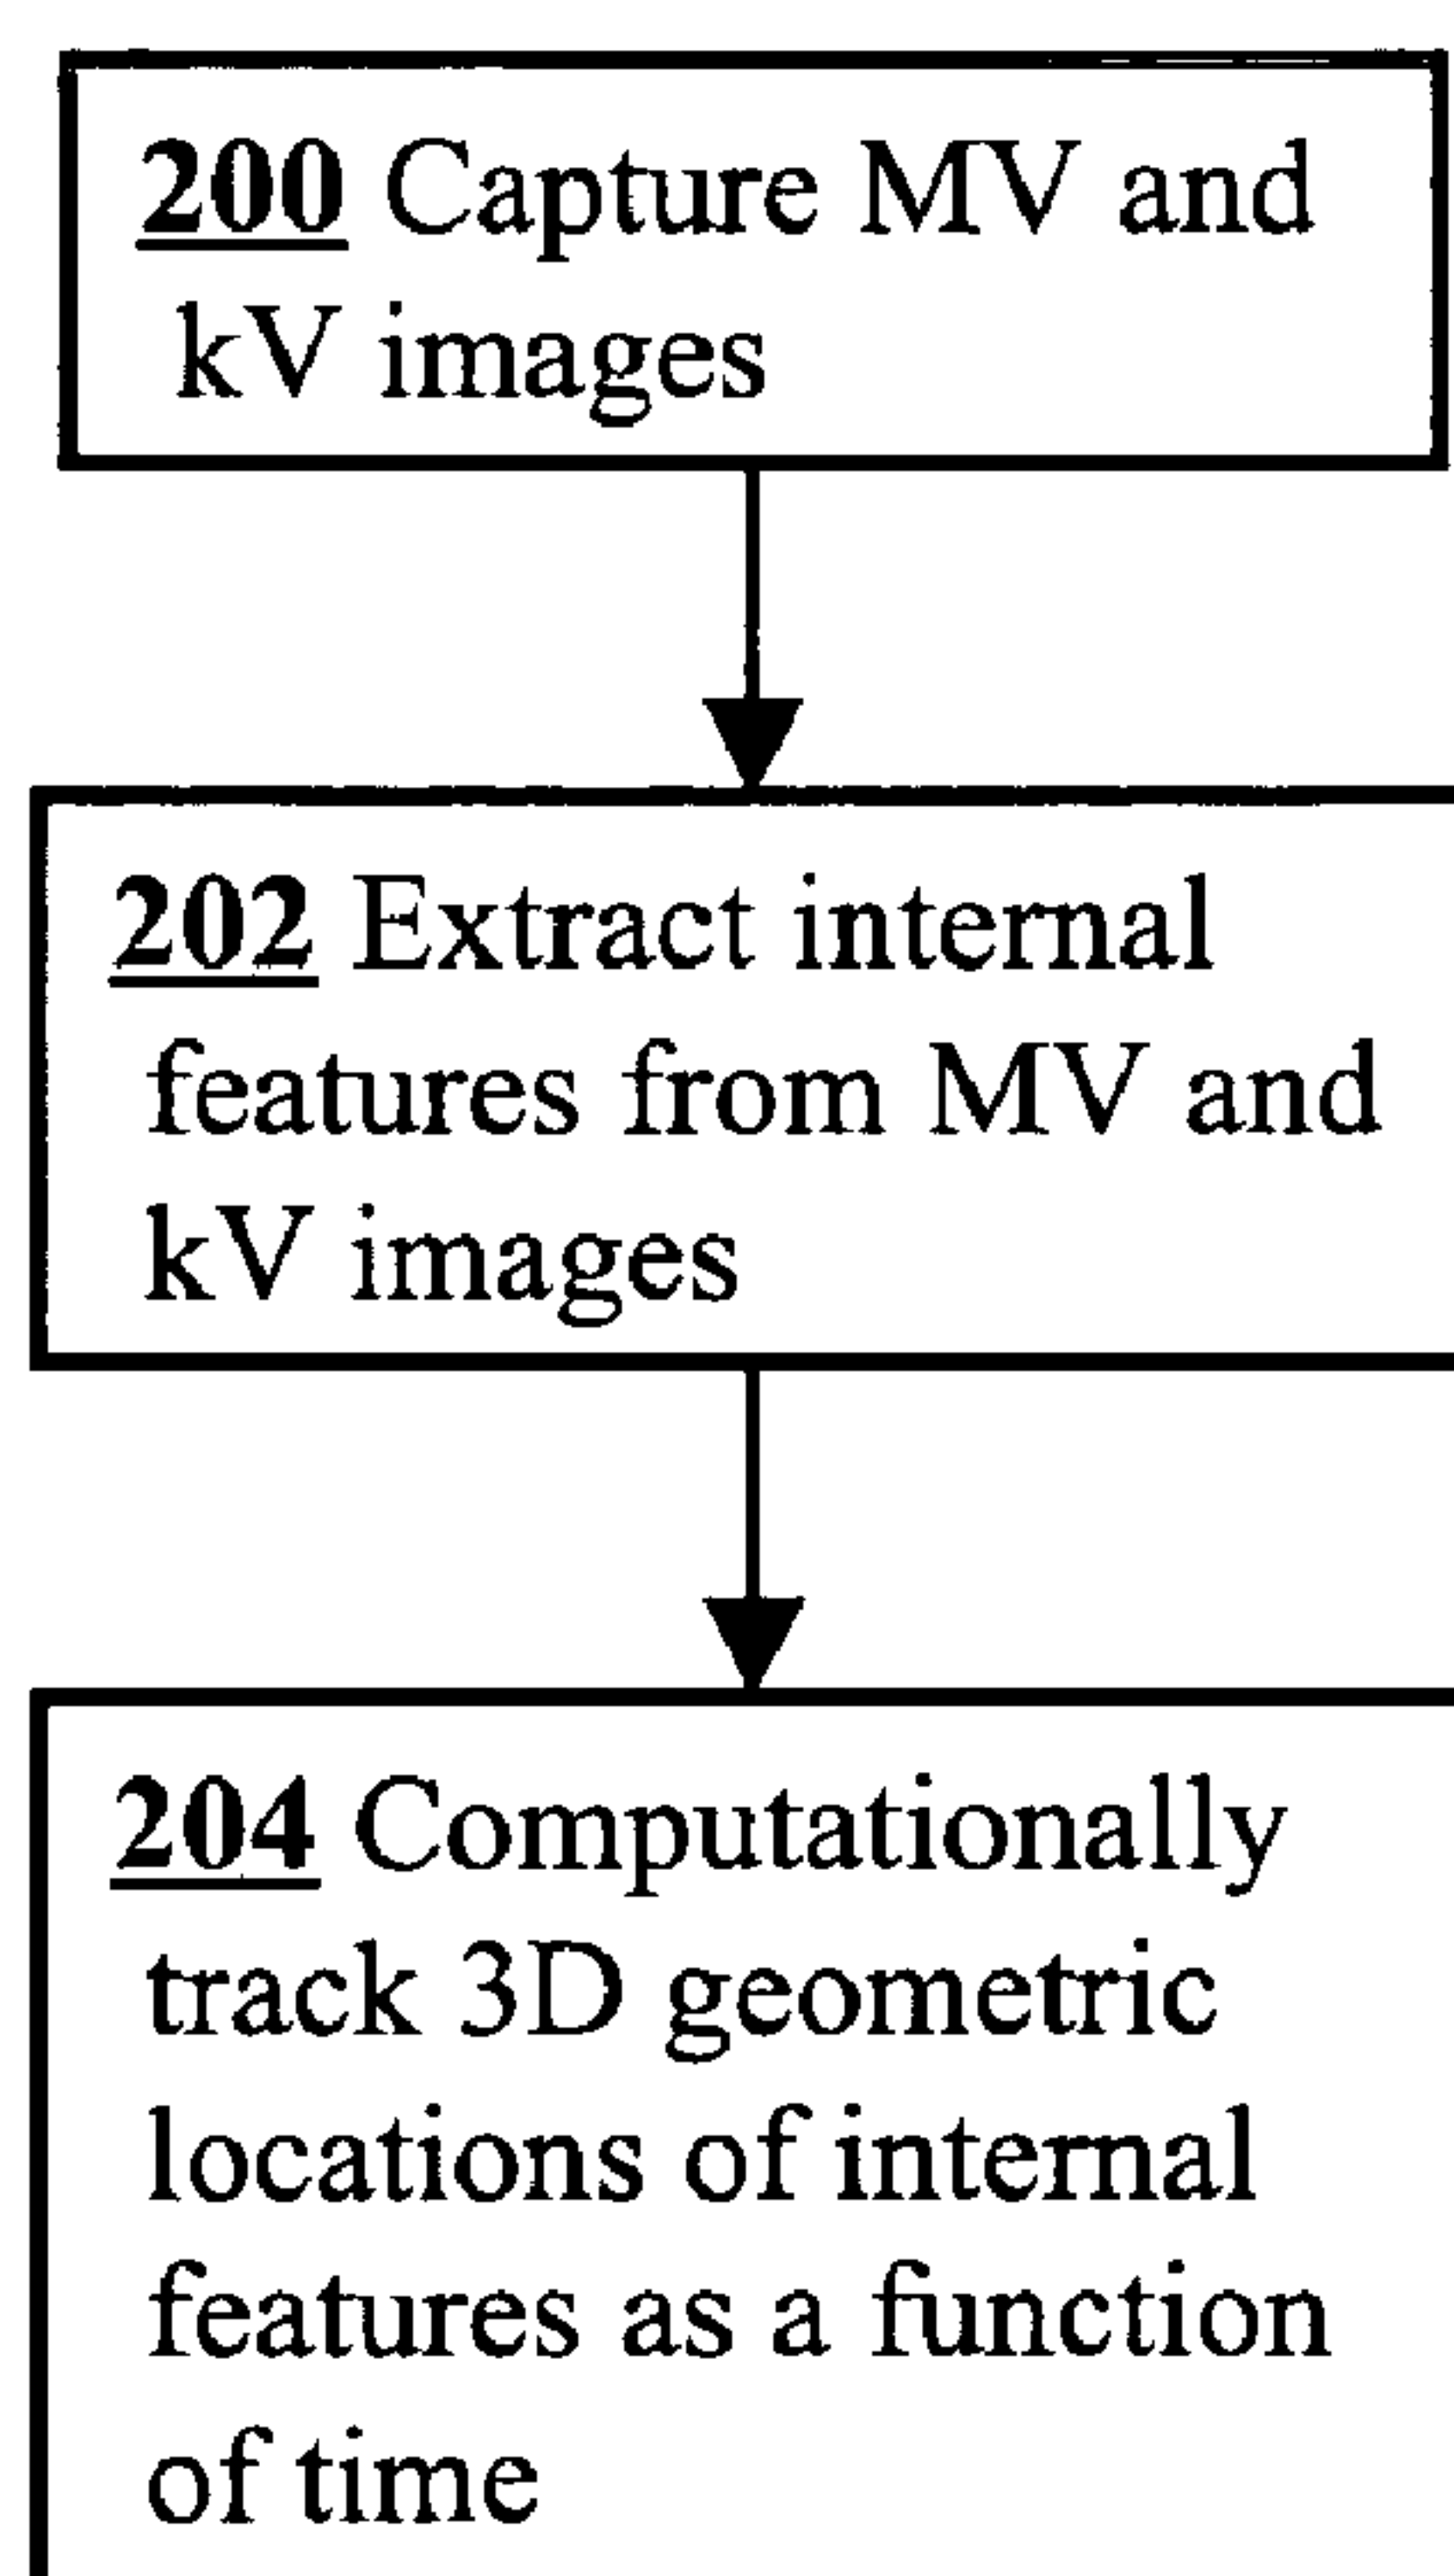 200 Capture MV and
kV images
202 Extract internal
features from MV and
kV images
204 Computationally
track 3D geometric
locations of internal
features as a function
of time